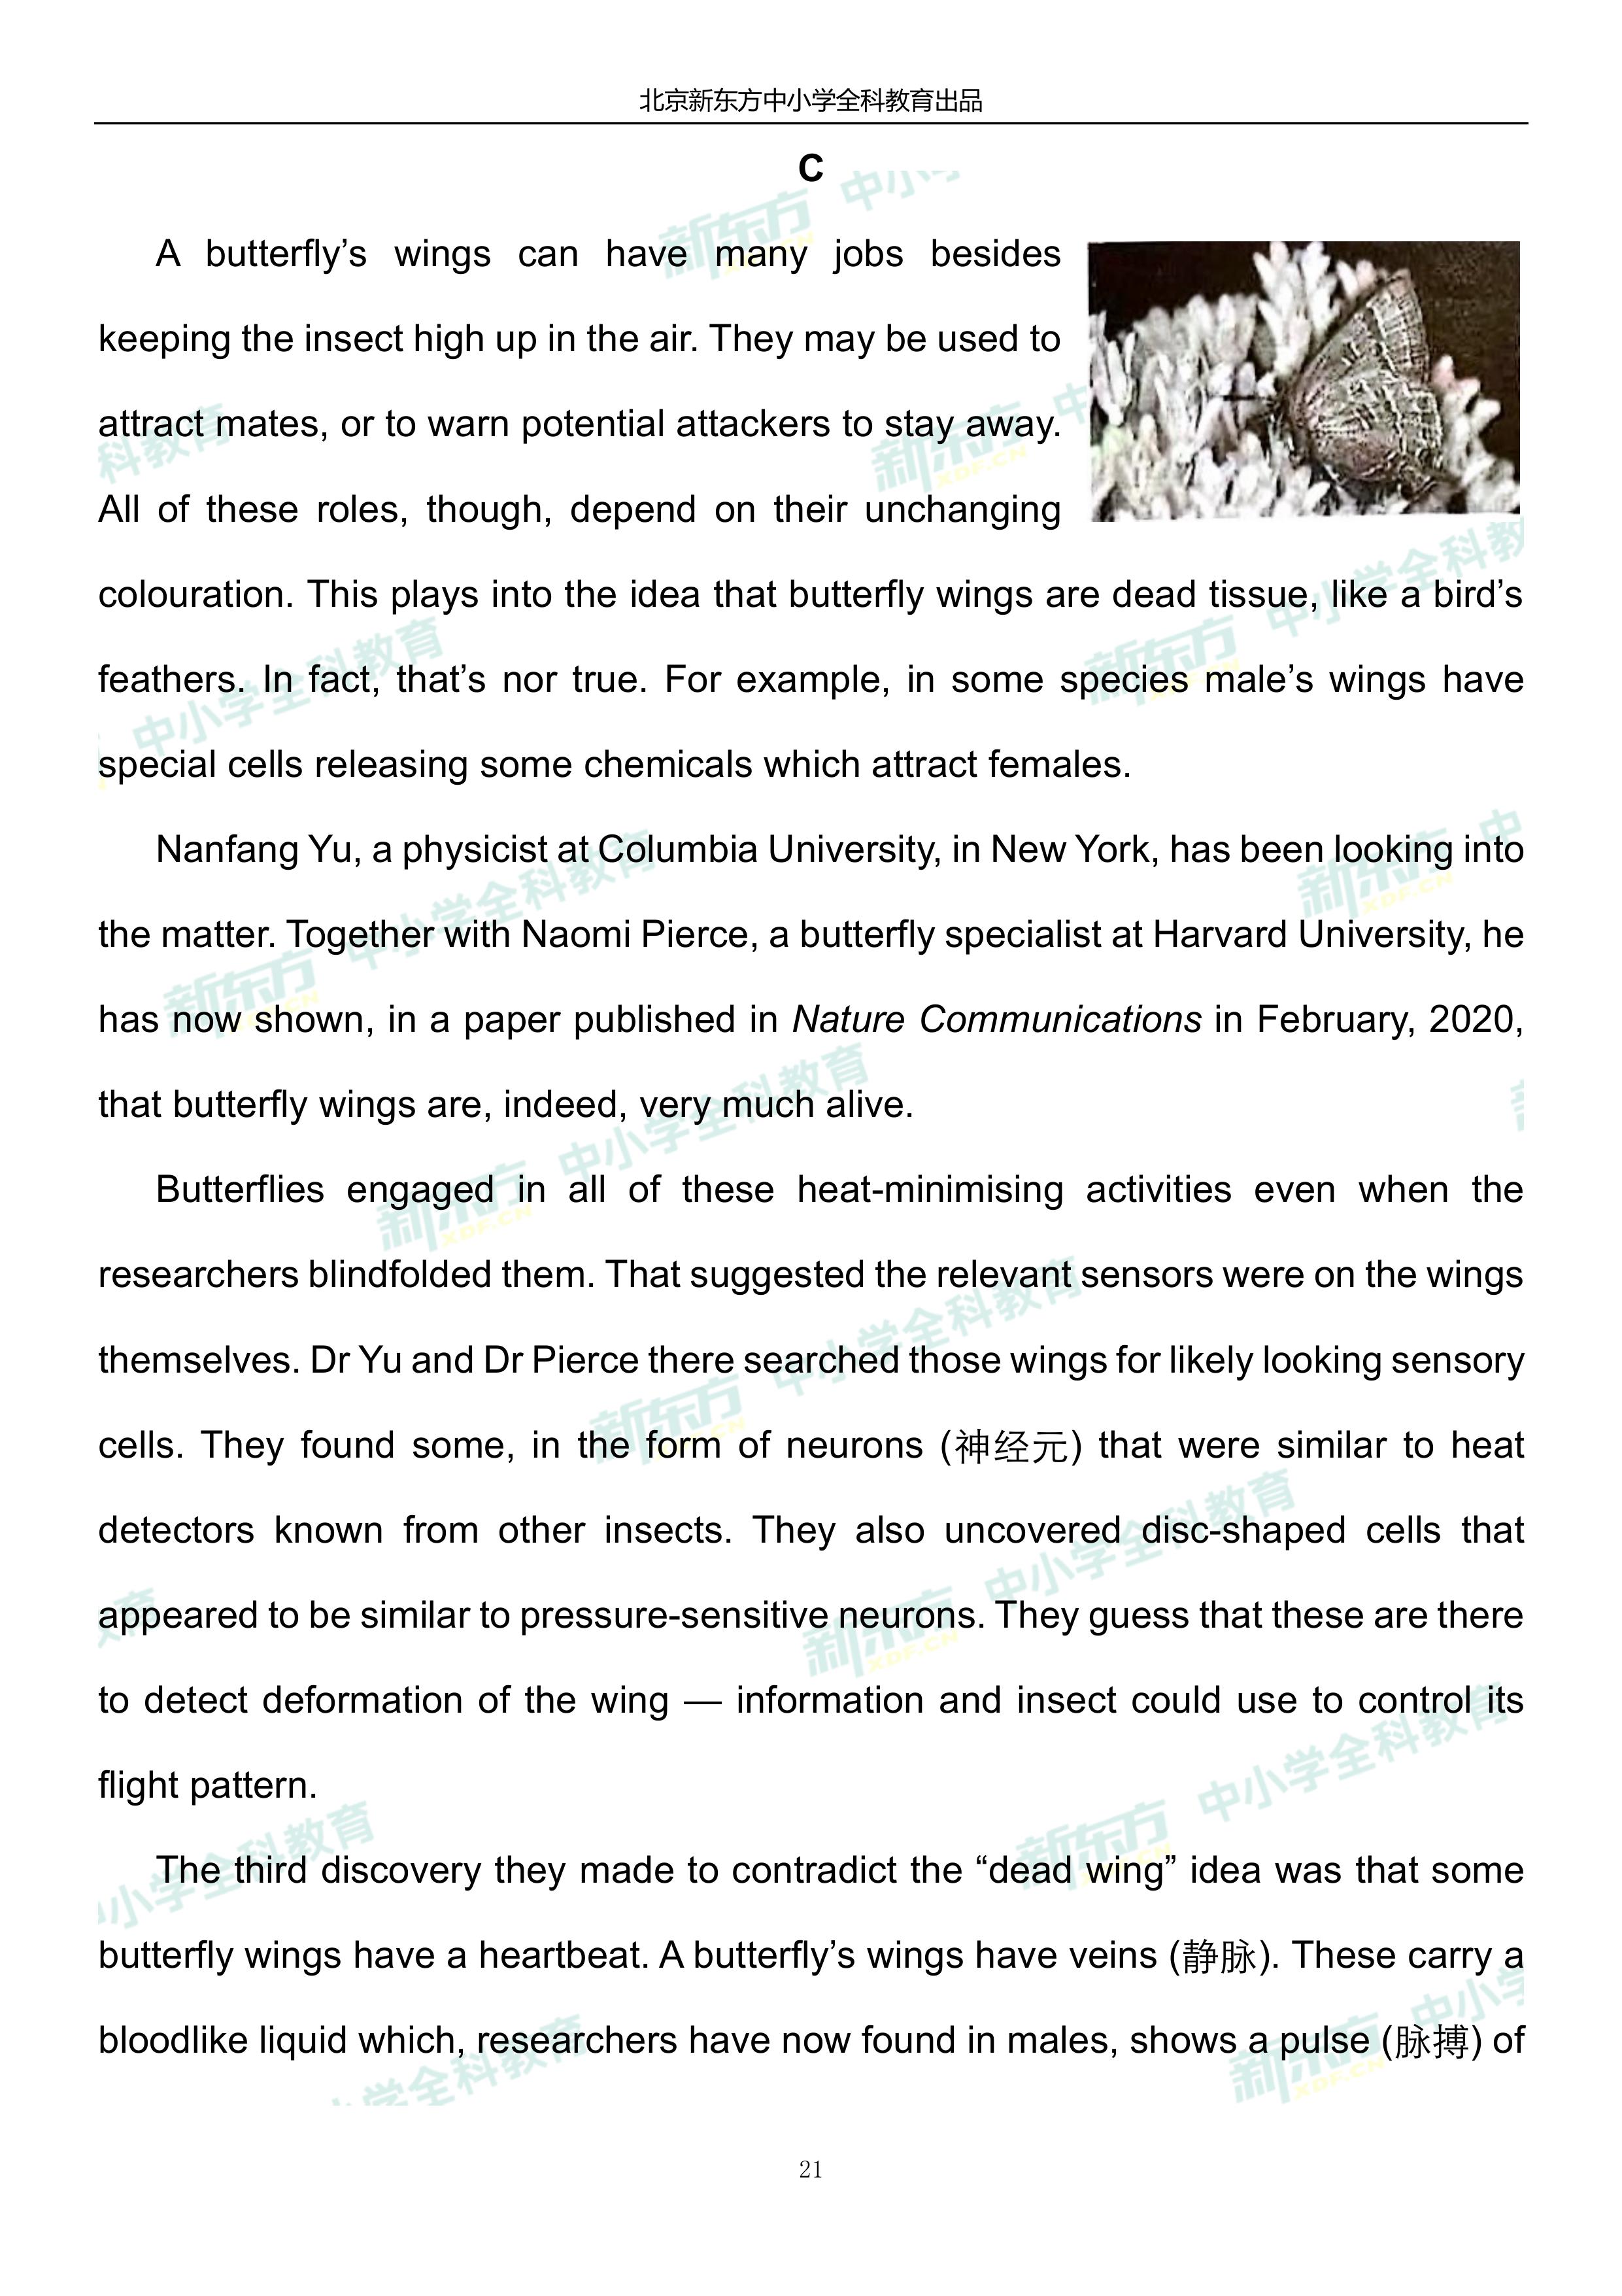 北京新东方中小学全科教育出品
C
A butterfly’s wings can have many jobs besides
keeping the insect high up in the air. They may be used to
attract mates, or to warn potential attackers to stay away.
All of these roles, though, depend on their unchanging
colouration. This plays into the idea that butterfly wings are dead tissue, like a bird’s
feathers. In fact, that’s nor true. For example, in some species male’s wings have
special cells releasing some chemicals which attract females.
Nanfang Yu, a physicist at Columbia University, in New York, has been looking into
the matter. Together with Naomi Pierce, a butterfly specialist at Harvard University, he
has now shown, in a paper published in Nature Communications in February, 2020,
that butterfly wings are, indeed, very much alive.
Butterflies engaged in all of these heat-minimising activities even when the
researchers blindfolded them. That suggested the relevant sensors were on the wings
themselves. Dr Yu and Dr Pierce there searched those wings for likely looking sensory
cells. They found some, in the form of neurons (神经元) that were similar to heat
detectors known from other insects. They also uncovered disc-shaped cells that
appeared to be similar to pressure-sensitive neurons. They guess that these are there
to detect deformation of the wing — information and insect could use to control its
flight pattern.
The third discovery they made to contradict the “dead wing” idea was that some
butterfly wings have a heartbeat. A butterfly’s wings have veins (静脉). These carry a
bloodlike liquid which, researchers have now found in males, shows a pulse (脉搏) of
21